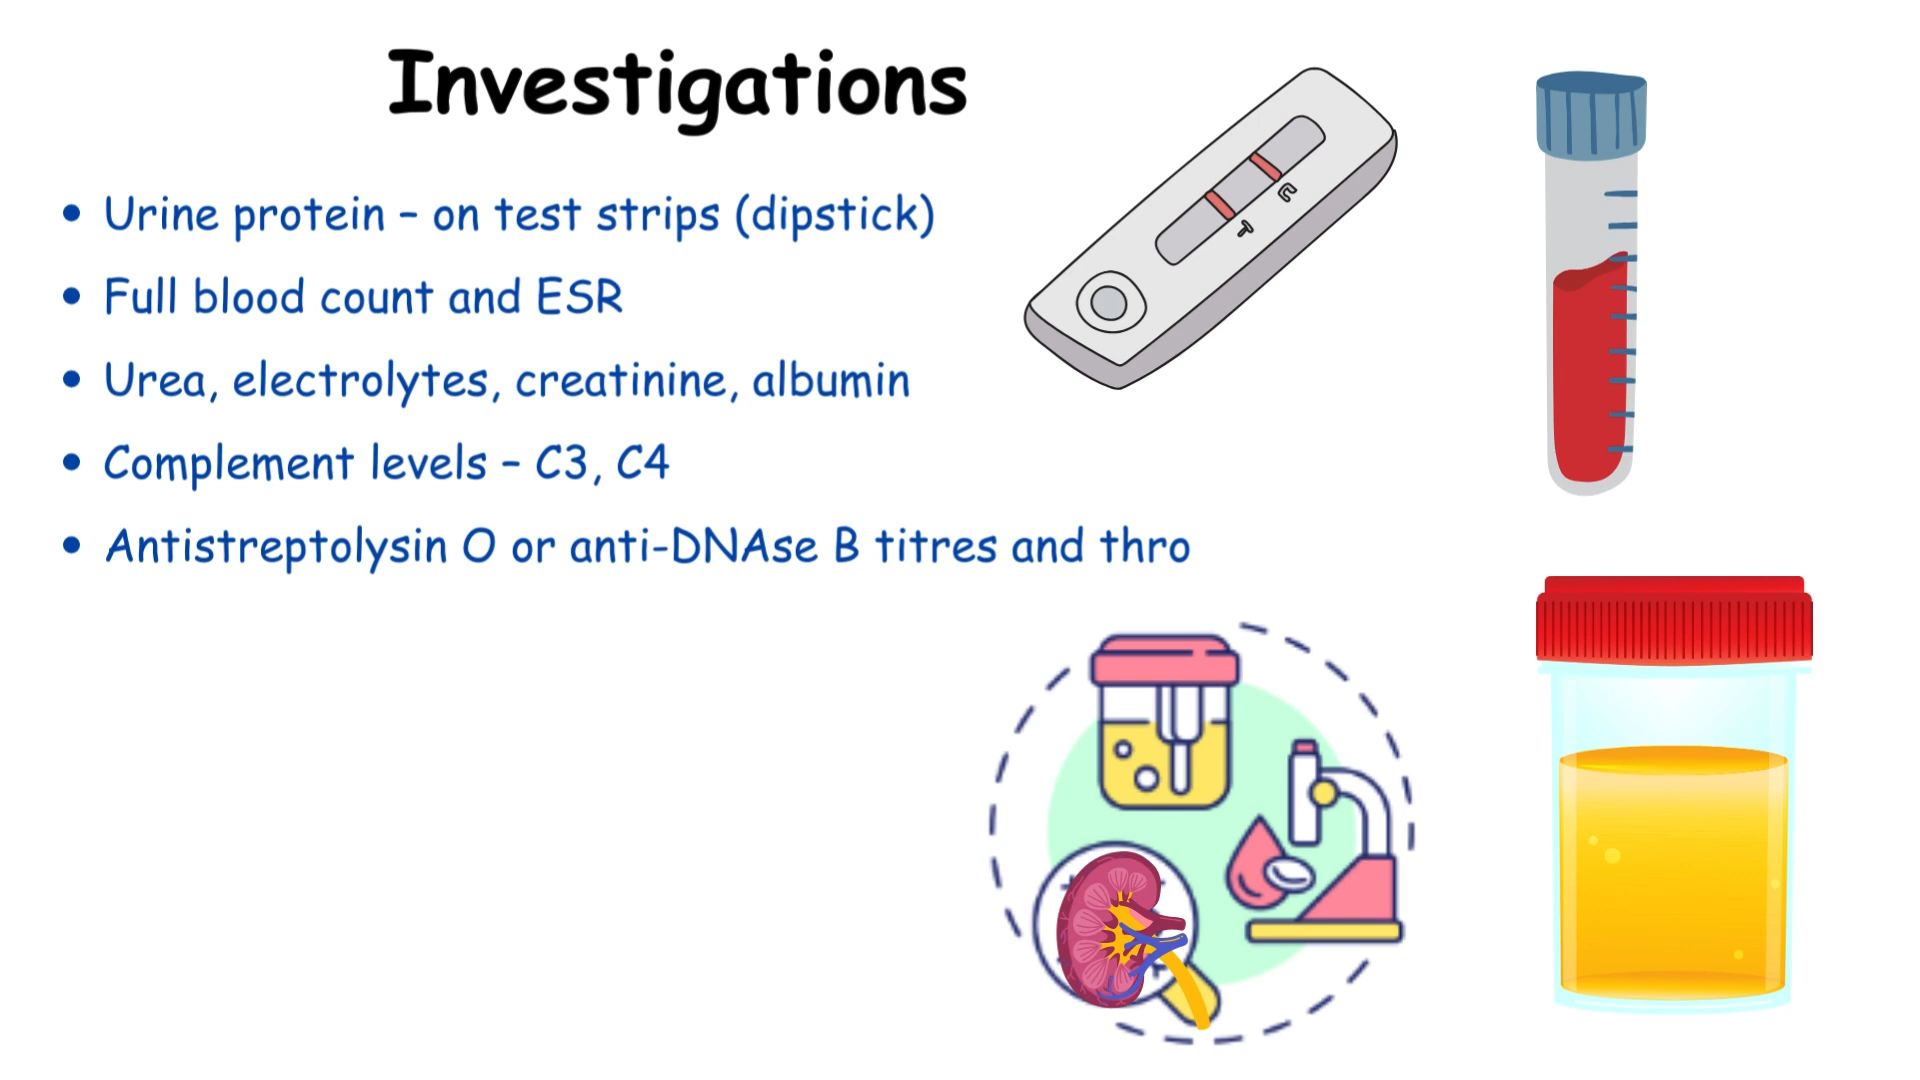 Investigations
• Urine protein – on test strips (dipstick)
• Full blood count and ESR
• Urea, electrolytes, creatinine, albumin
• Complement levels – C3, C4
• Antistreptolysin O or anti-DNAse B titres and thro
C
T